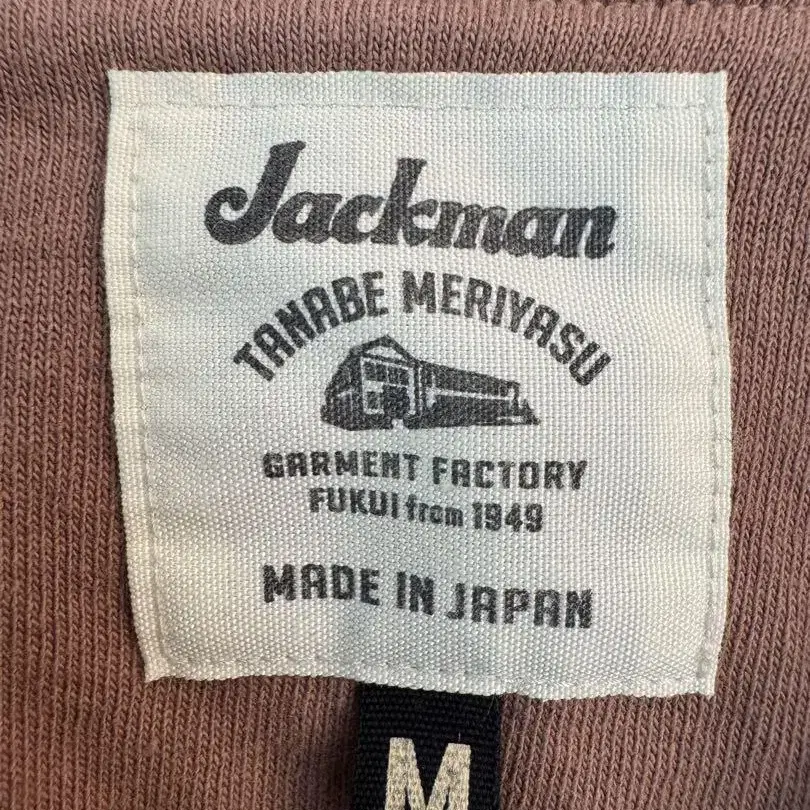 Jackman
TANABE MERIYASU
GARMENT FACTORY
FUKUI from 1949
MADE IN JAPAN
M